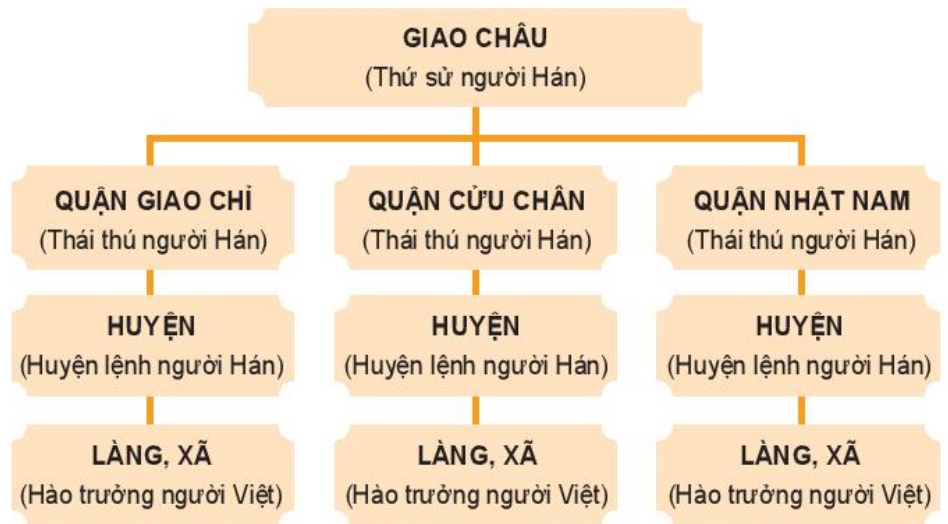 GIAO CHÂU
(Thứ sử người Hán)
QUẬN GIAO CHỈ
(Thái thú người Hán)
QUẬN CỬU CHÂN
(Thái thú người Hán)
QUẬN NHẬT NAM
(Thái thú người Hán)
HUYỆN
(Huyện lệnh người Hán)
HUYỆN
(Huyện lệnh người Hán)
HUYỆN
(Huyện lệnh người Hán)
LÀNG, XÃ
(Hào trưởng người Việt)
LÀNG, XÃ
(Hào trưởng người Việt)
LÀNG, XÃ
(Hào trưởng người Việt)